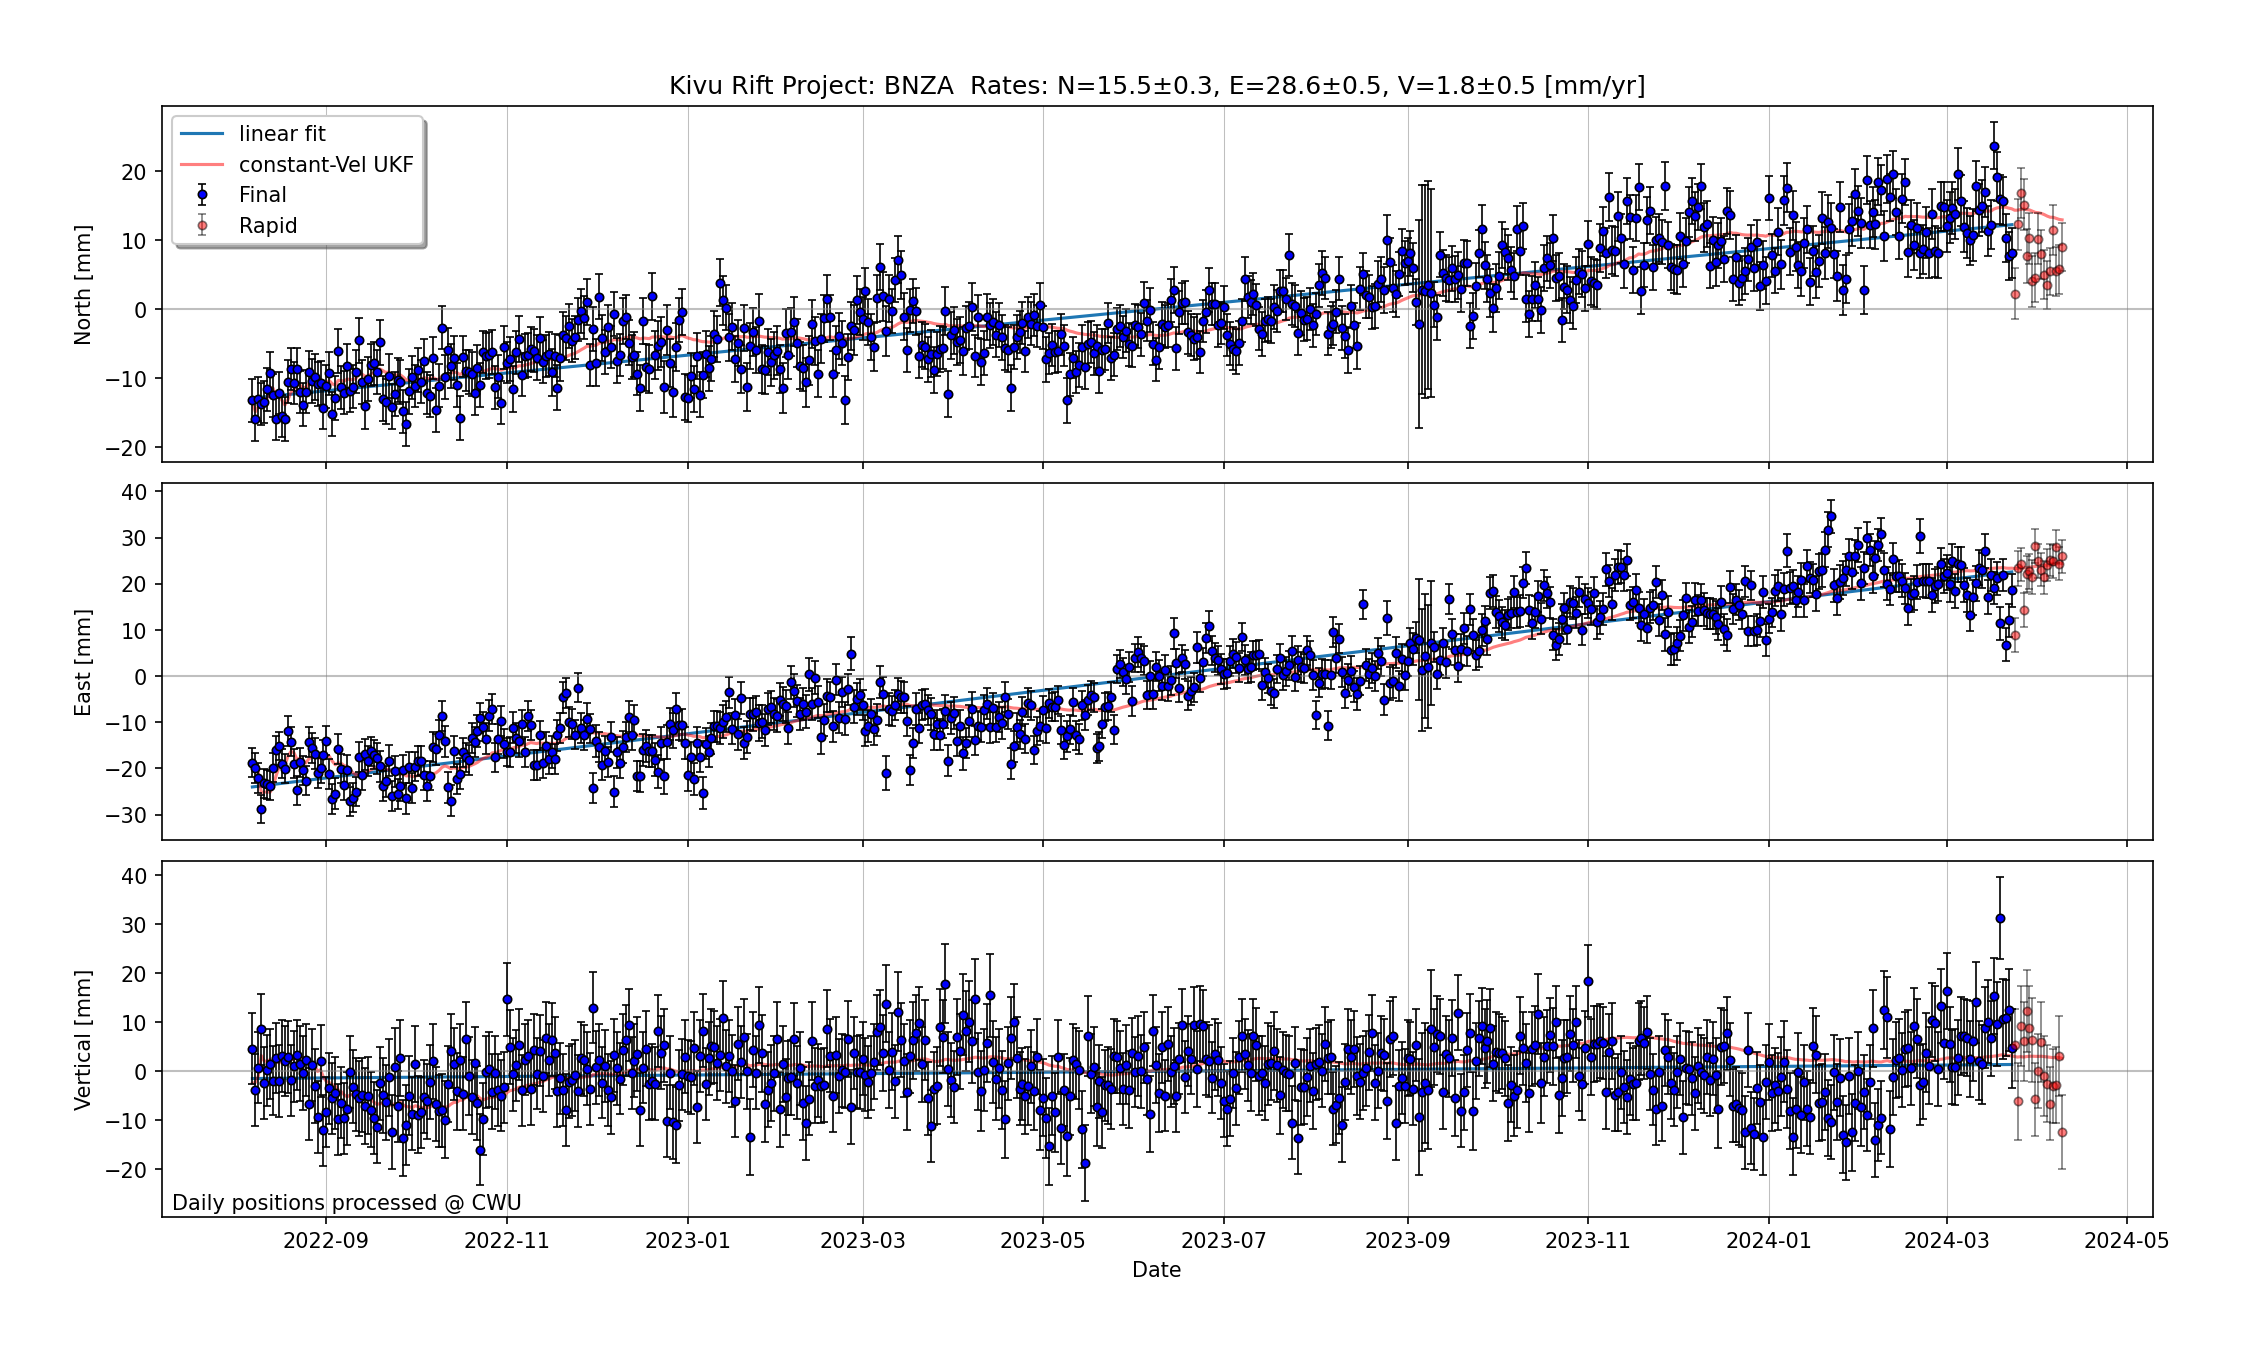 Kivu Rift Project: BNZA  Rates: N=15.5±0.3, E=28.6±0.5, V=1.8±0.5 [mm/yr]
linear fit
constant-Vel UKF
Final
Rapid
North [mm]
20
10
0
−10
−20
East [mm]
40
30
20
10
0
−10
−20
−30
Vertical [mm]
40
30
20
10
0
−10
−20
Daily positions processed @ CWU
2022-09 2022-11 2023-01 2023-03 2023-05 2023-07 2023-09 2023-11 2024-01 2024-03 2024-05
Date